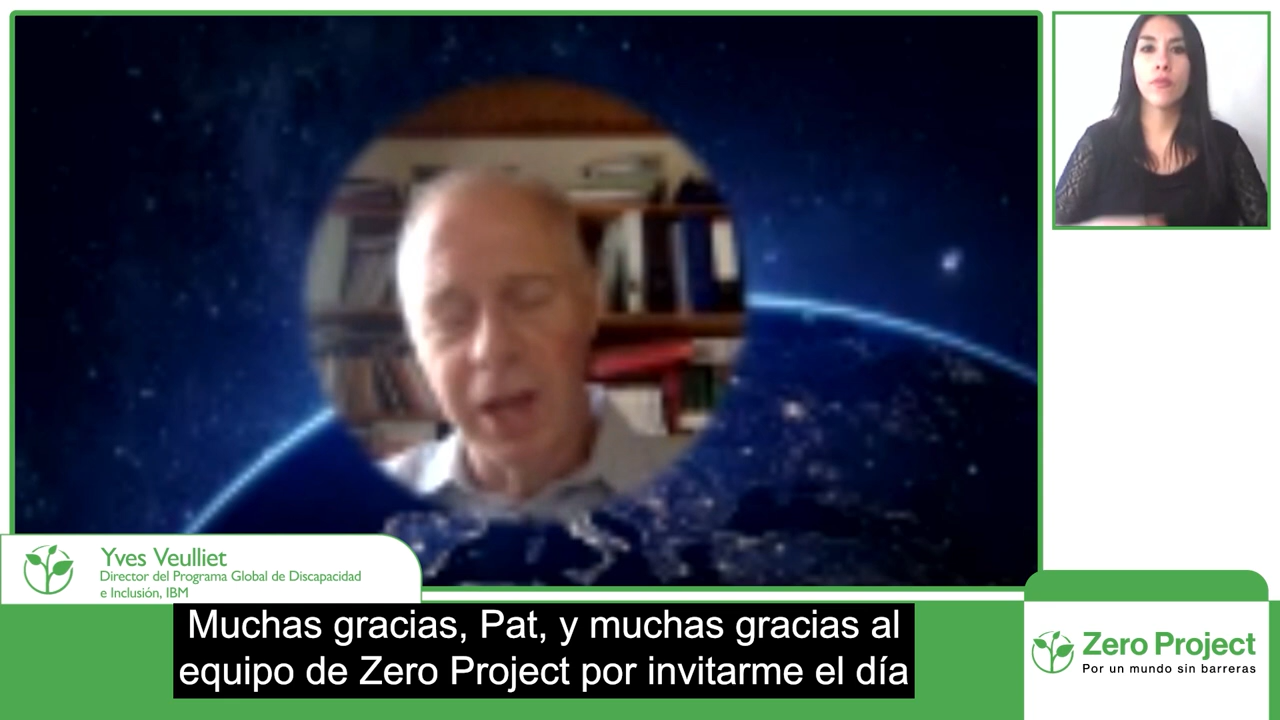 Yves Veulliet
Director del Programa Global de Discapacidad
e Inclusión, IBM
Muchas gracias, Pat, y muchas gracias al
equipo de Zero Project por invitarme el día
Zero Project
Por un mundo sin barreras